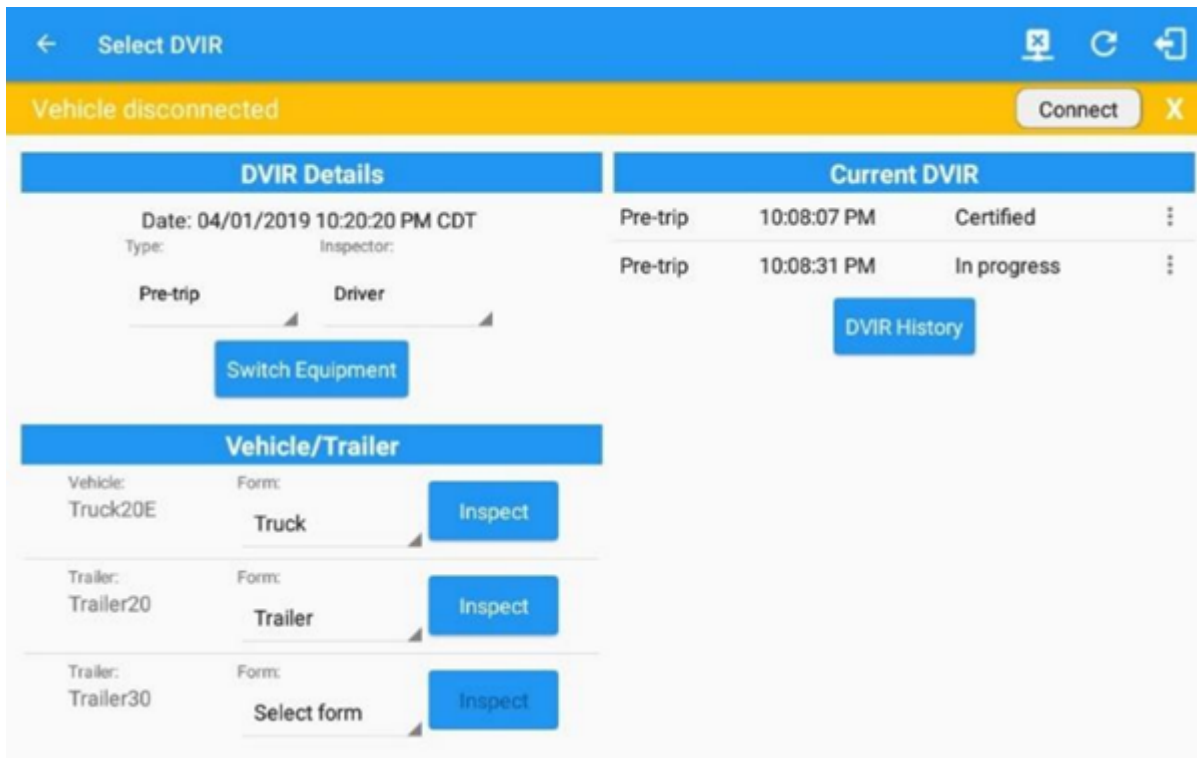 Select DVIR
Vehicle disconnected
Connect
X
DVIR Details
Date: 04/01/2019 10:20:20 PM CDT
Type: Inspector:
Pre-trip Driver
Switch Equipment
Vehicle/Trailer
Vehicle: Form:
Truck20E Truck Inspect
Trailer: Form:
Trailer20 Trailer Inspect
Trailer: Form:
Trailer30 Select form Inspect
Current DVIR
Pre-trip 10:08:07 PM Certified
Pre-trip 10:08:31 PM In progress
DVIR History